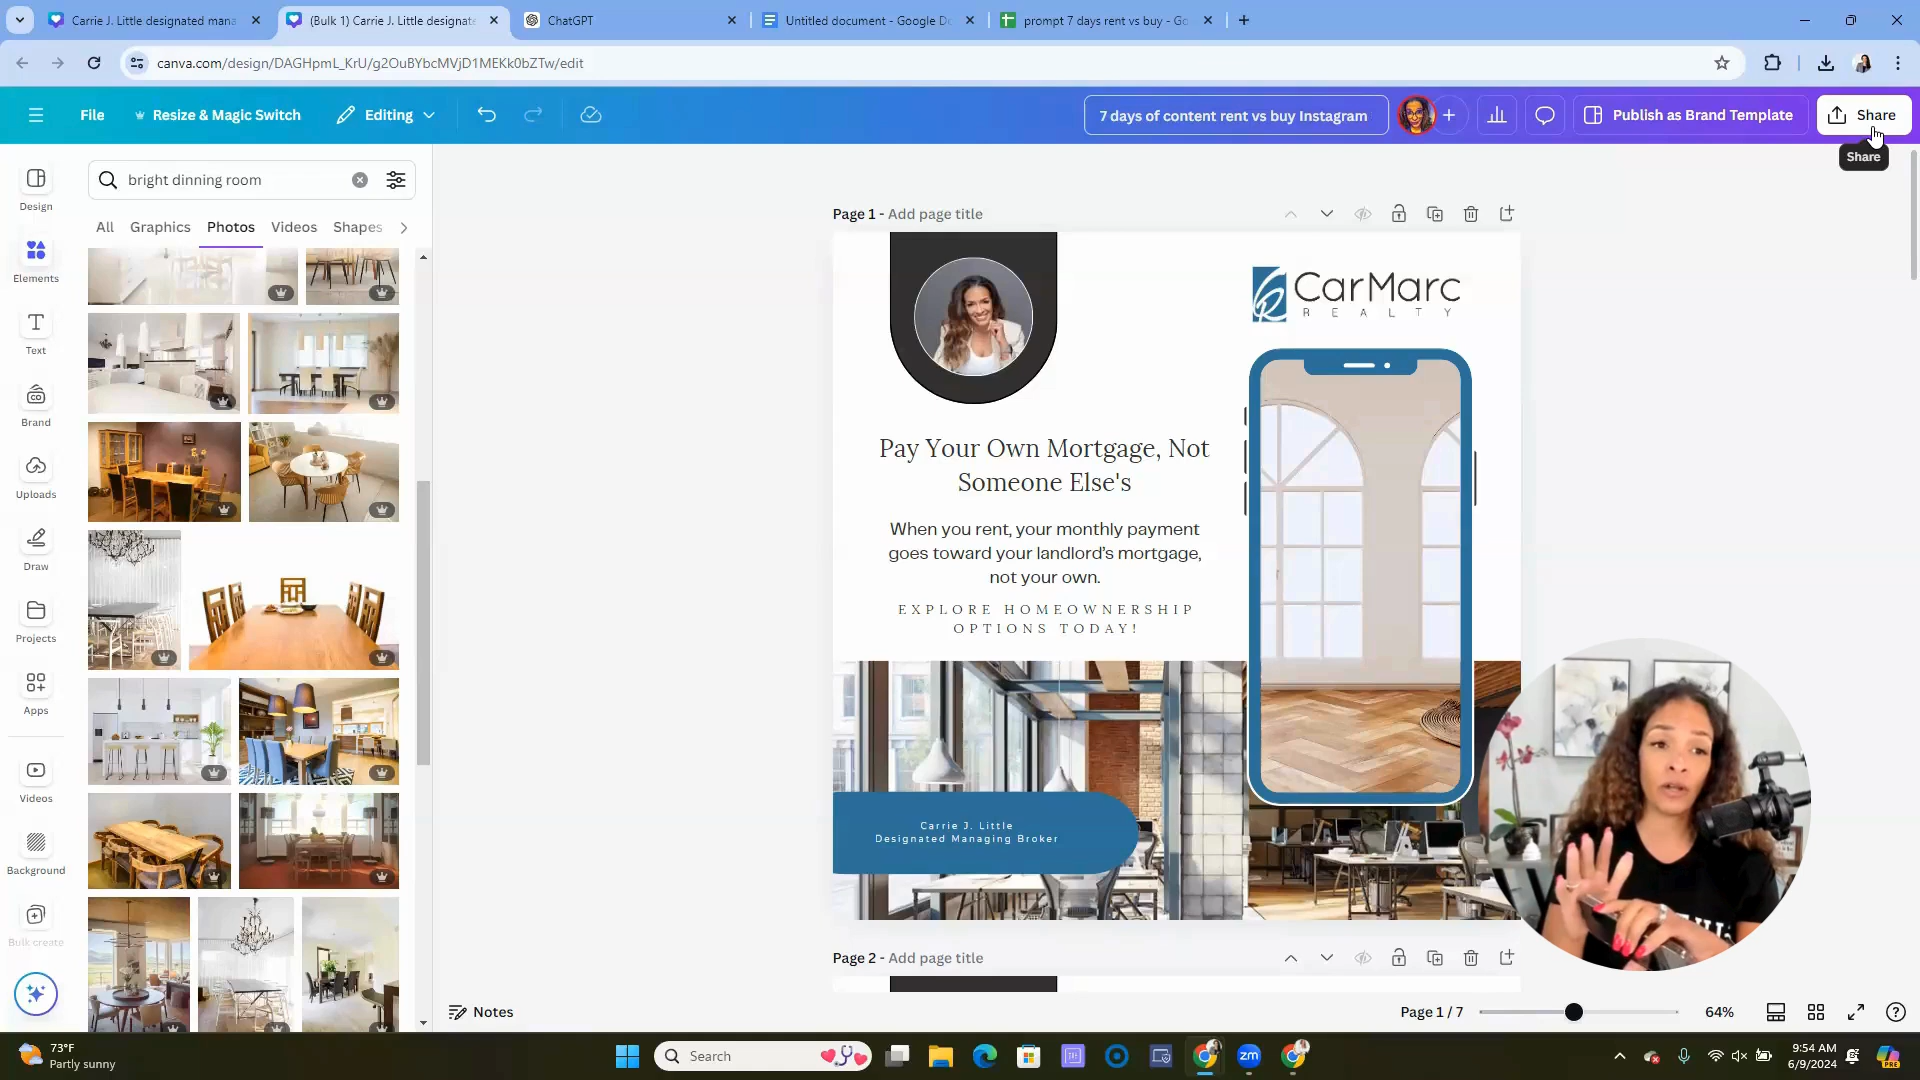 Carrie J. Little designated mana
(Bulk 1) Carrie J. Little designate
ChatGPT
Untitled document - Google Do
prompt 7 days rent vs buy - Go
canva.com/design/DAGHpmL_KrU/g2OuBYbcMVjD1MEKk0bZTw/edit
File
Resize & Magic Switch
Editing
7 days of content rent vs buy Instagram
Publish as Brand Template
Share
Share
Design
Elements
Text
Brand
Uploads
Draw
Projects
Apps
Videos
Background
Bulk create
bright dinning room
All
Graphics
Photos
Videos
Shapes
Page 1 - Add page title
CarMarc
REALTY
Pay Your Own Mortgage, Not
Someone Else's
When you rent, your monthly payment
goes toward your landlord's mortgage,
not your own.
EXPLORE HOMEOWNERSHIP
OPTIONS TODAY!
Carrie J. Little
Designated Managing Broker
Page 2 - Add page title
Notes
Page 1 / 7
64%
73°F
Partly sunny
Search
zm
PRE
9:54 AM
6/9/2024